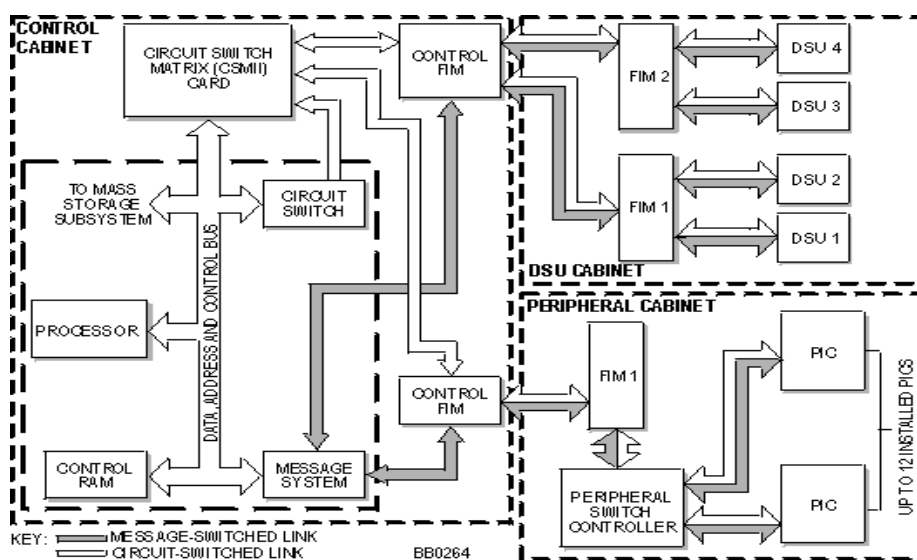 CONTROL
CABINET
CIRCUIT SWITCH
MATRIX (CSMII)
CARD
CONTROL
FIM
FIM 2
DSU 4
DSU 3
TO MASS
STORAGE
SUBSYSTEM
CIRCUIT
SWITCH
FIM 1
DSU 2
DSU 1
DSU CABINET
DATA, ADDRESS AND CONTROL BUS
PERIPHERAL CABINET
PROCESSOR
FIM 1
PIC
CONTROL
FIM
UP TO 12 INSTALLED PICS
CONTROL
RAM
MESSAGE
SYSTEM
PERIPHERAL
SWITCH
CONTROLLER
PIC
KEY: MESSAGE-SWITCHED LINK
CIRCUIT-SWITCHED LINK
BB0264